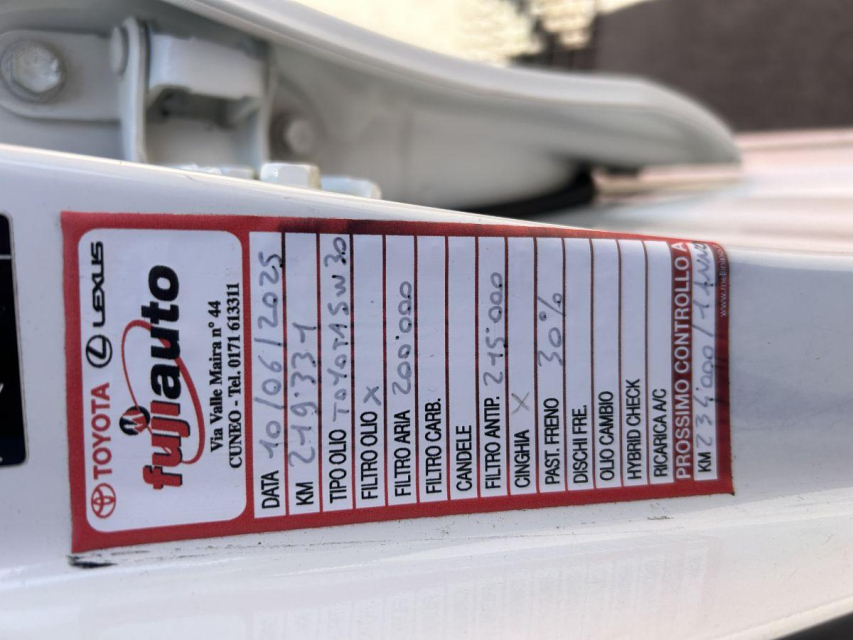 TOYOTA LEXUS
fujiauto
Via Valle Maira n° 44
CUNEO - Tel. 0171 613311
DATA 10/06/2025
KM 219'331
TIPO OLIO TOYOTA 5W30
FILTRO OLIO X
FILTRO ARIA 200'000
FILTRO CARB.
CANDELE
FILTRO ANTIP. 215'000
CINGHIA X
PAST. FRENO 30%
DISCHI FRE.
OLIO CAMBIO
HYBRID CHECK
RICARICA A/C
PROSSIMO CONTROLLO A
KM 234'000 / 1 ANNO